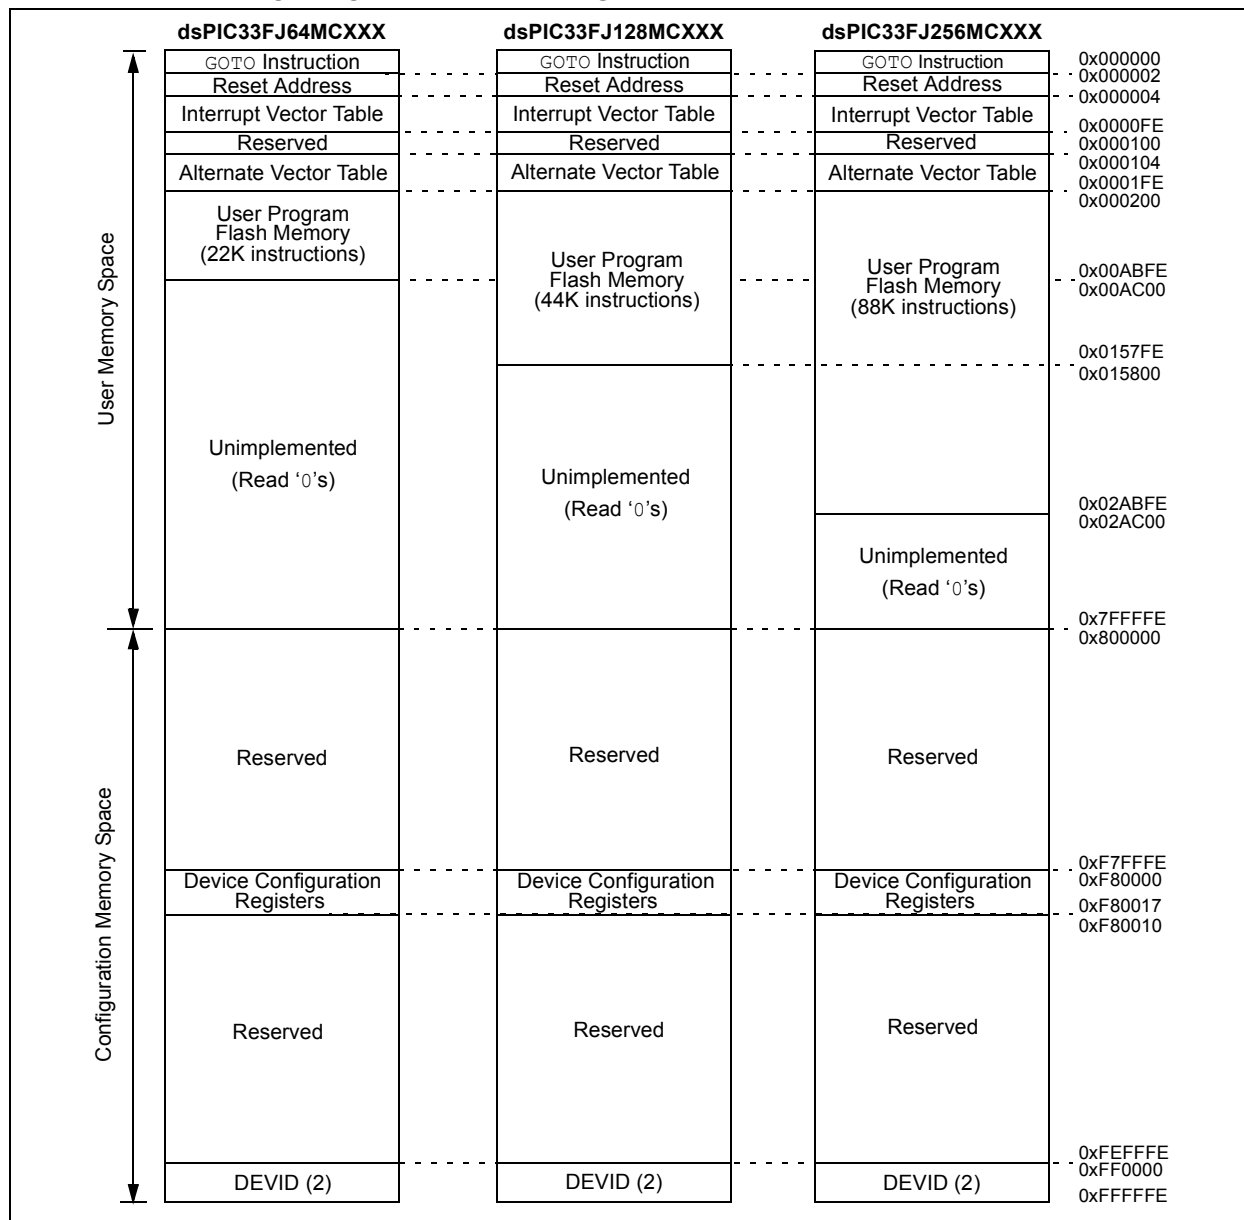 dsPIC33FJ64MCXXX
dsPIC33FJ128MCXXX
dsPIC33FJ256MCXXX
GOTO Instruction
GOTO Instruction
GOTO Instruction
0x000000
0x000002
Reset Address
Reset Address
Reset Address
0x000004
Interrupt Vector Table
Interrupt Vector Table
Interrupt Vector Table
0x0000FE
Reserved
Reserved
Reserved
0x000100
0x000104
Alternate Vector Table
Alternate Vector Table
Alternate Vector Table
0x0001FE
0x000200
User Program
Flash Memory
(22K instructions)
User Program
Flash Memory
(44K instructions)
User Program
Flash Memory
(88K instructions)
0x00ABFE
0x00AC00
User Memory Space
0x0157FE
0x015800
Unimplemented
(Read ‘0’s)
Unimplemented
(Read ‘0’s)
0x02ABFE
0x02AC00
Unimplemented
(Read ‘0’s)
0x7FFFFE
0x800000
Reserved
Reserved
Reserved
0xF7FFFE
0xF80000
Device Configuration
Registers
Device Configuration
Registers
Device Configuration
Registers
0xF80017
0xF80010
Configuration Memory Space
Reserved
Reserved
Reserved
0xFEFFFE
0xFF0000
DEVID (2)
DEVID (2)
DEVID (2)
0xFFFFFE